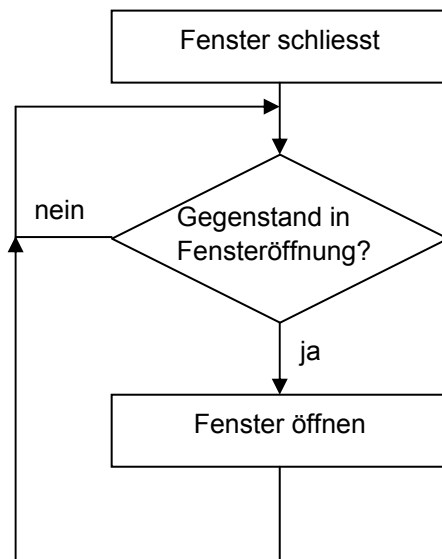 Fenster schliesst
nein
Gegenstand in
Fensteröffnung?
ja
Fenster öffnen